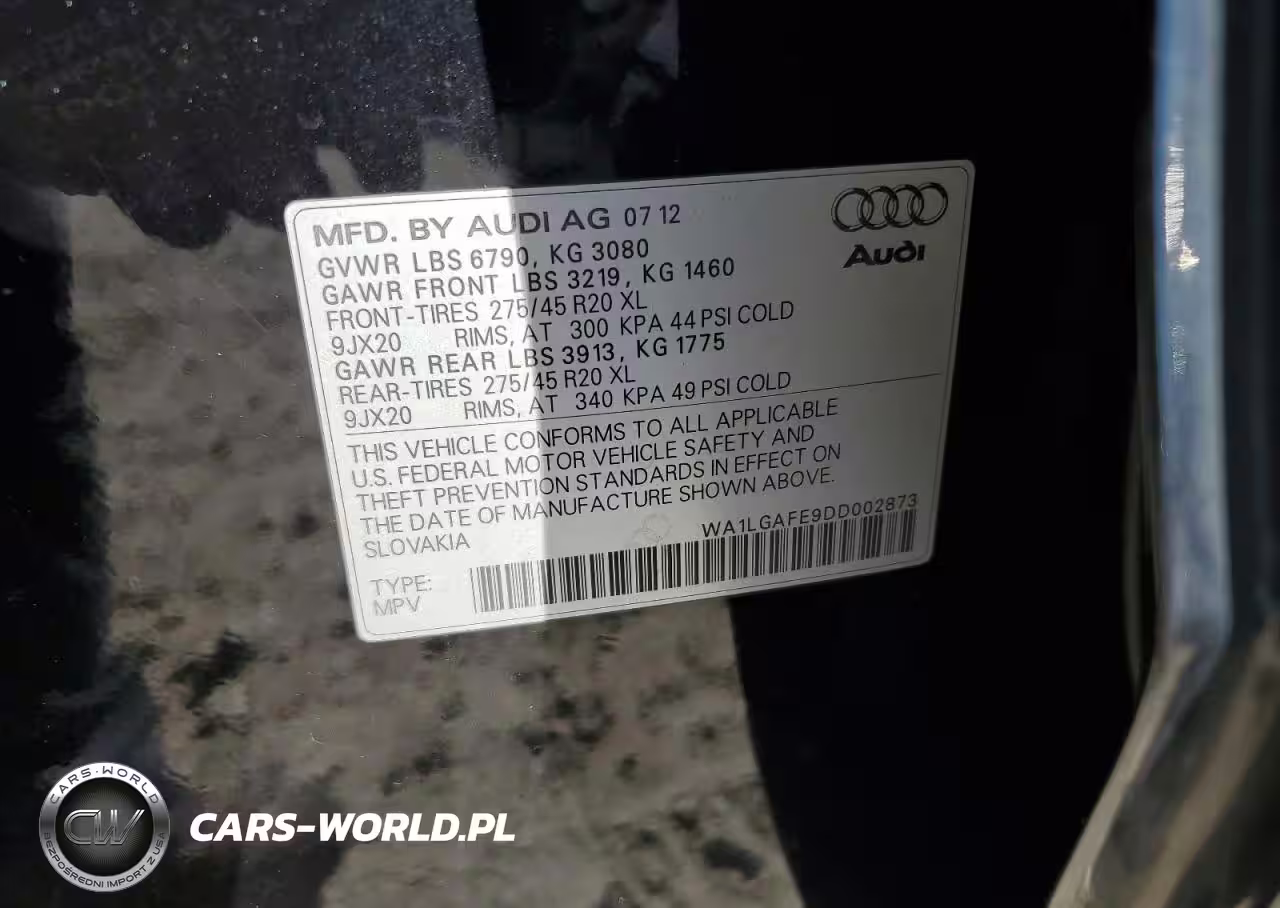 MFD. BY AUDI AG 07 12
Audi
GVWR LBS 6790, KG 3080
GAWR FRONT LBS 3219, KG 1460
FRONT-TIRES 275/45 R20 XL
9JX20 RIMS, AT 300 KPA 44 PSI COLD
GAWR REAR LBS 3913, KG 1775
REAR-TIRES 275/45 R20 XL
9JX20 RIMS, AT 340 KPA 49 PSI COLD
THIS VEHICLE CONFORMS TO ALL APPLICABLE
U.S. FEDERAL MOTOR VEHICLE SAFETY AND
THEFT PREVENTION STANDARDS IN EFFECT ON
THE DATE OF MANUFACTURE SHOWN ABOVE.
SLOVAKIA
WA1LGAFE9DD002873
TYPE:
MPV
CARS-WORLD
CW
BEZPOŚREDNI IMPORT Z USA
CARS-WORLD.PL